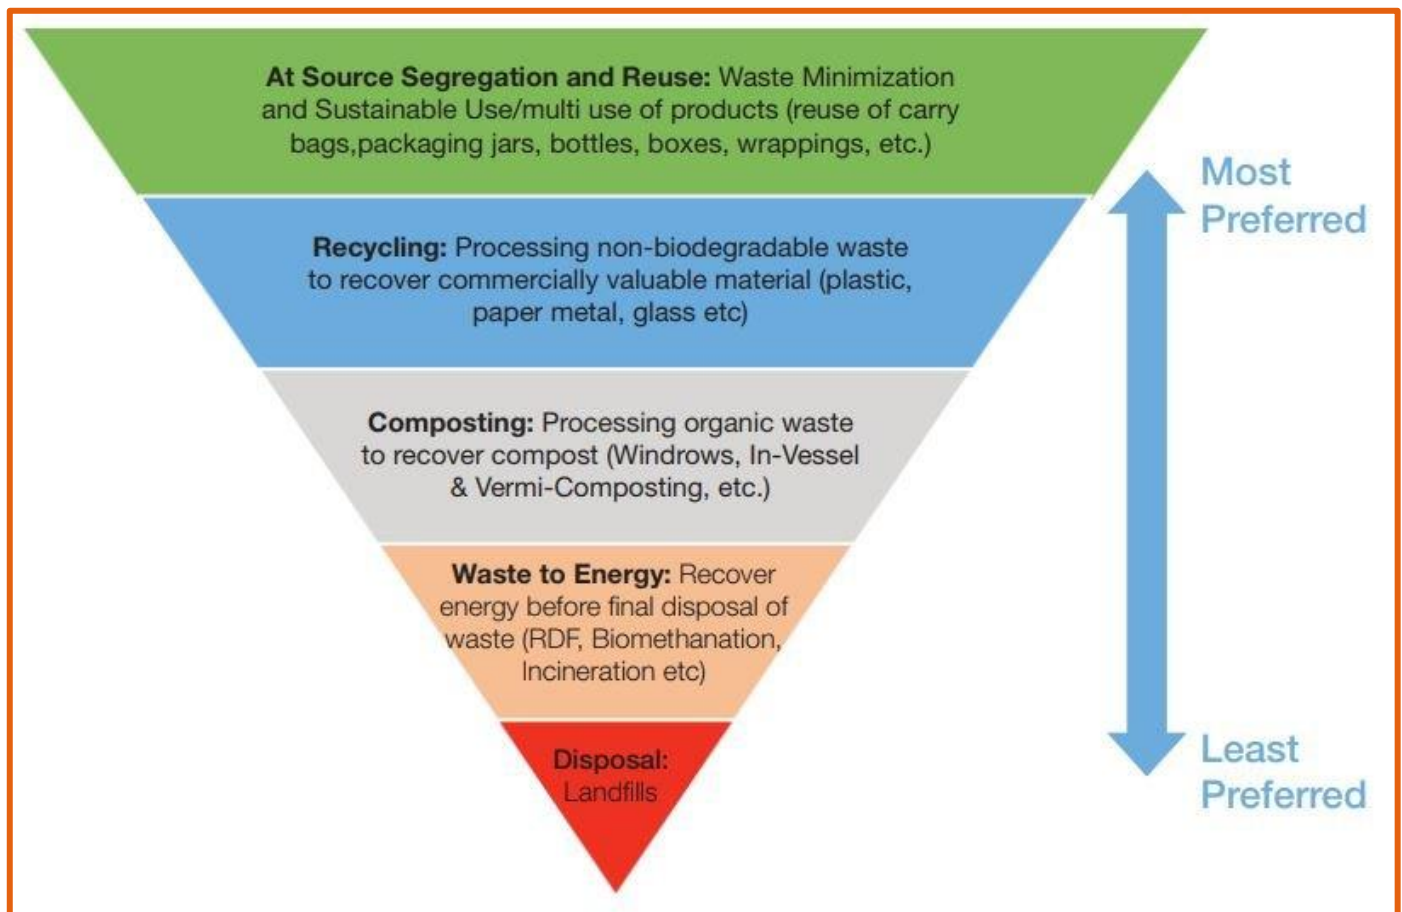 At Source Segregation and Reuse: Waste Minimization
and Sustainable Use/multi use of products (reuse of carry
bags,packaging jars, bottles, boxes, wrappings, etc.)
Most
Preferred
Recycling: Processing non-biodegradable waste
to recover commercially valuable material (plastic,
paper metal, glass etc)
Composting: Processing organic waste
to recover compost (Windrows, In-Vessel
& Vermi-Composting, etc.)
Waste to Energy: Recover
energy before final disposal of
waste (RDF, Biomethanation,
Incineration etc)
Disposal:
Landfills
Least
Preferred